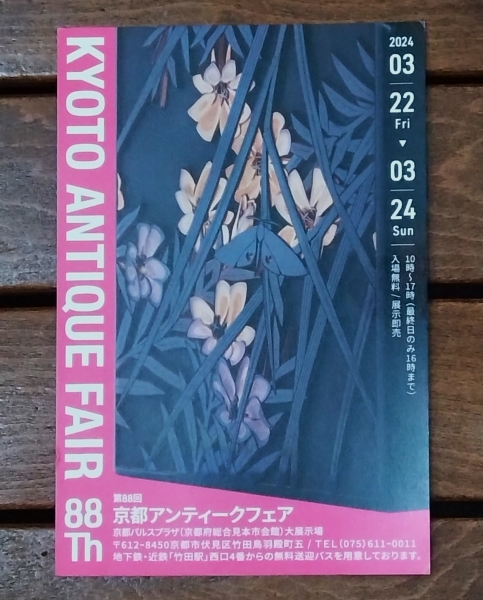 KYOTO ANTIQUE FAIR 88Th
2024
03
22
Fri
▼
03
24
Sun
10時〜17時(最終日のみ16時まで)
入場無料/展示即売
第88回
京都アンティークフェア
京都パルスプラザ(京都府総合見本市会館)大展示場
〒612-8450京都市伏見区竹田鳥羽殿町5 / TEL(075)611-0011
地下鉄・近鉄「竹田駅」西口4番からの無料送迎バスを用意しております。